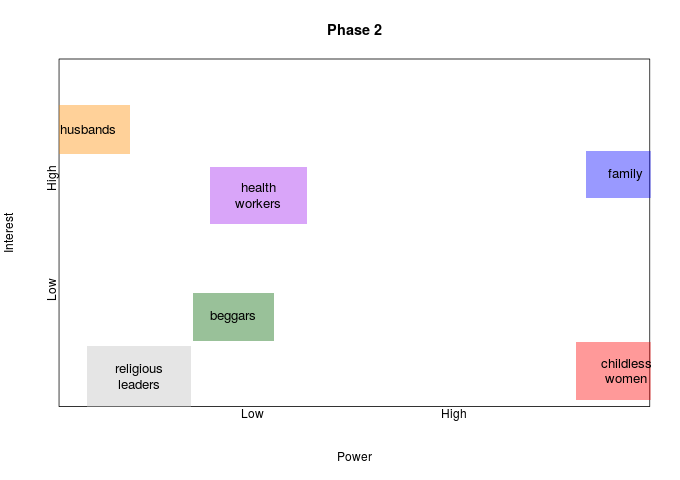 Phase 2
husbands
High
family
health
workers
Interest
Low
beggars
religious
leaders
childless
women
Low
High
Power